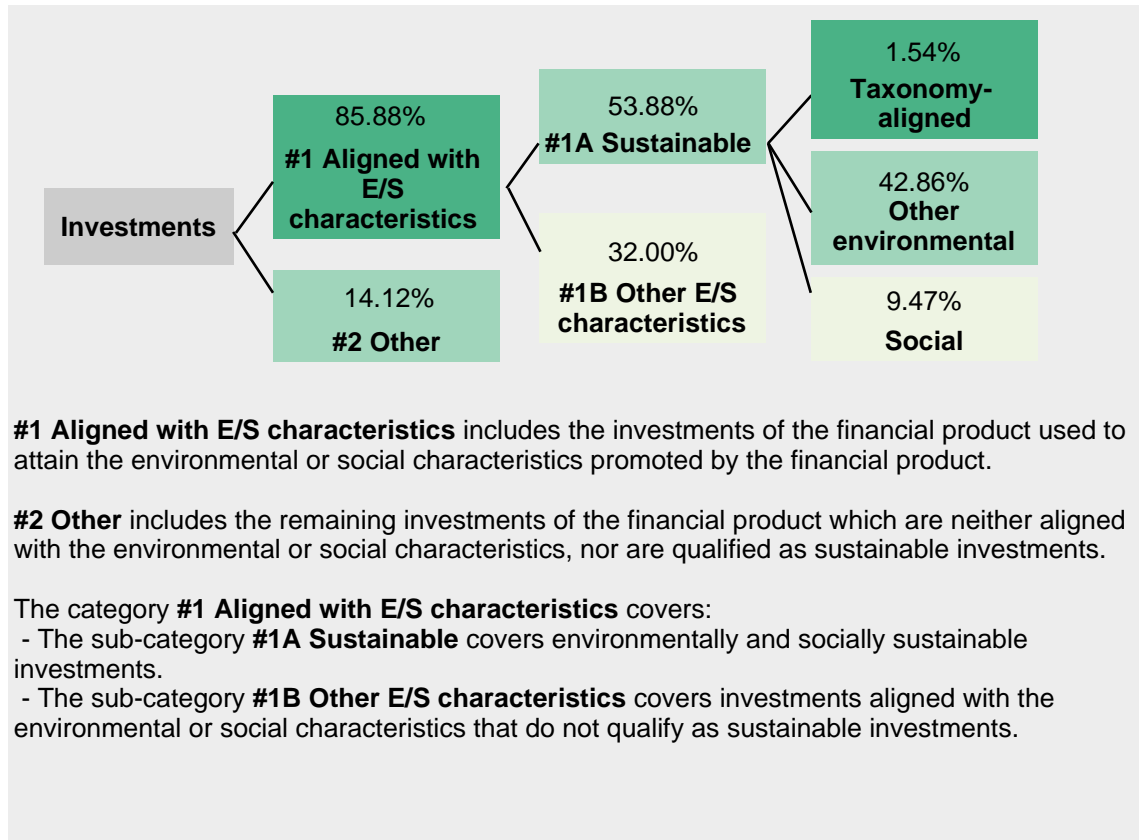 Investments
85.88%
#1 Aligned with
E/S
characteristics
14.12%
#2 Other
53.88%
#1A Sustainable
32.00%
#1B Other E/S
characteristics
1.54%
Taxonomy-
aligned
42.86%
Other
environmental
9.47%
Social
#1 Aligned with E/S characteristics includes the investments of the financial product used to
attain the environmental or social characteristics promoted by the financial product.
#2 Other includes the remaining investments of the financial product which are neither aligned
with the environmental or social characteristics, nor are qualified as sustainable investments.
The category #1 Aligned with E/S characteristics covers:
- The sub-category #1A Sustainable covers environmentally and socially sustainable
investments.
- The sub-category #1B Other E/S characteristics covers investments aligned with the
environmental or social characteristics that do not qualify as sustainable investments.